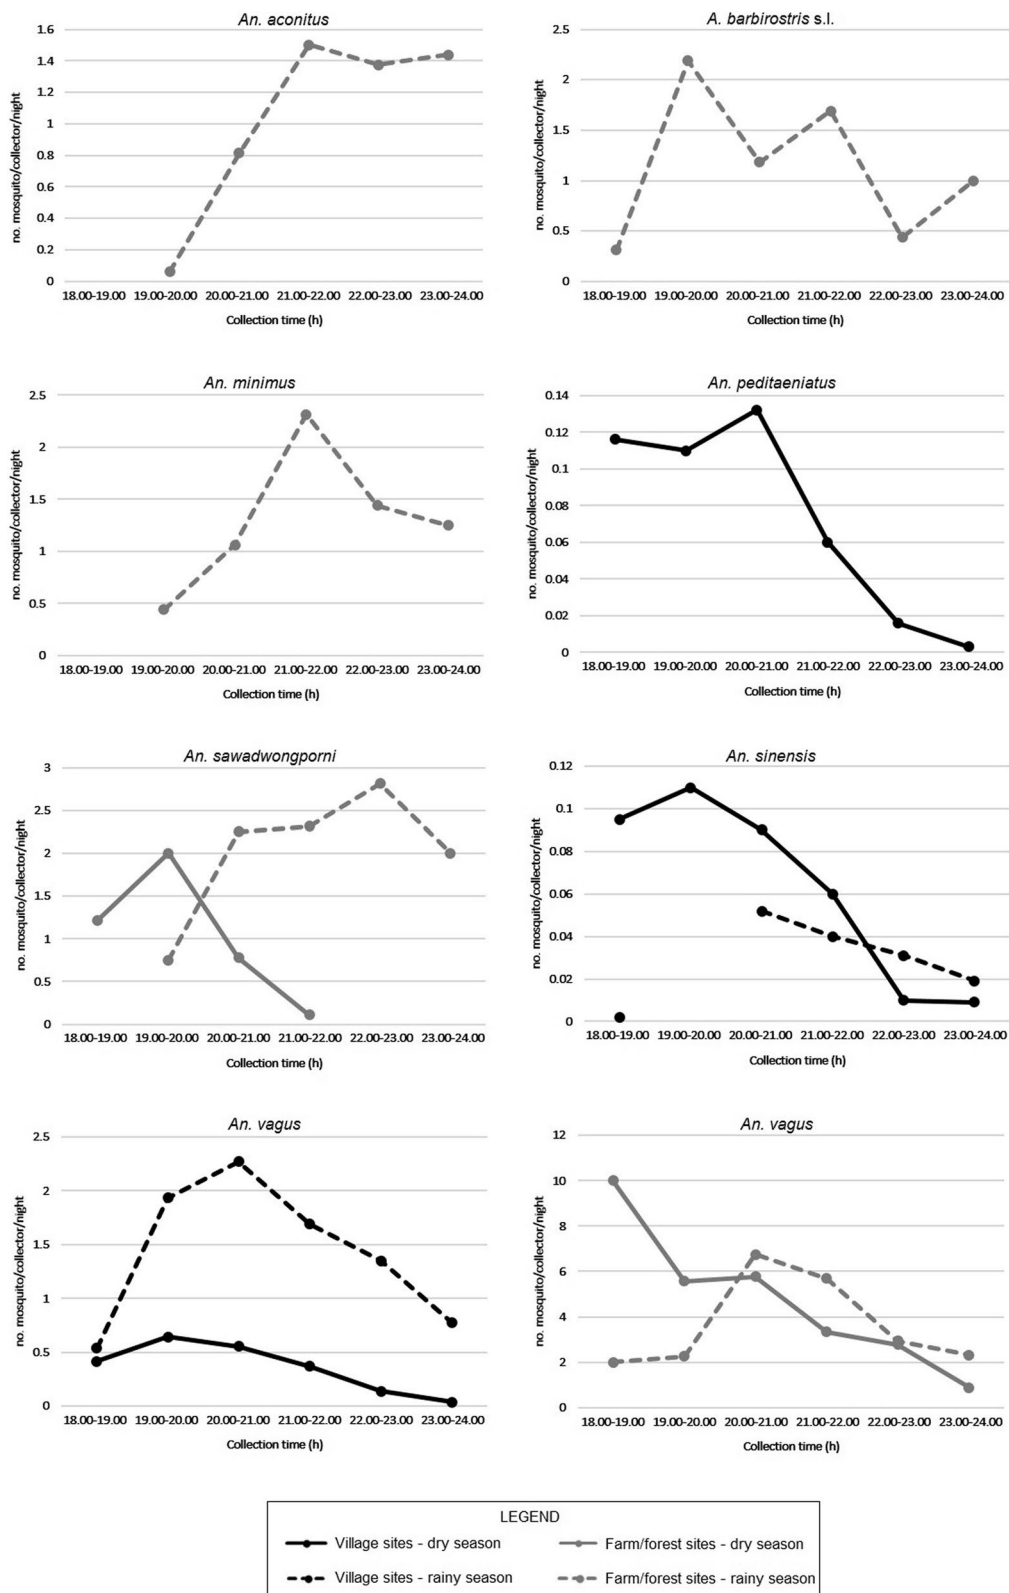 An. aconitus
1.6
1.4
1.2
1
0.8
0.6
0.4
0.2
0
no. mosquito/collector/night
18.00-19.00 19.00-20.00 20.00-21.00 21.00-22.00 22.00-23.00 23.00-24.00
Collection time (h)
A. barbirostris s.l.
2.5
2
1.5
1
0.5
0
no. mosquito/collector/night
18.00-19.00 19.00-20.00 20.00-21.00 21.00-22.00 22.00-23.00 23.00-24.00
Collection time (h)
An. minimus
2.5
2
1.5
1
0.5
0
no. mosquito/collector/night
18.00-19.00 19.00-20.00 20.00-21.00 21.00-22.00 22.00-23.00 23.00-24.00
Collection time (h)
An. peditaeniatus
0.14
0.12
0.10
0.08
0.06
0.04
0.02
0
no. mosquito/collector/night
18.00-19.00 19.00-20.00 20.00-21.00 21.00-22.00 22.00-23.00 23.00-24.00
Collection time (h)
An. sawadwongporni
3
2.5
2
1.5
1
0.5
0
no. mosquito/collector/night
18.00-19.00 19.00-20.00 20.00-21.00 21.00-22.00 22.00-23.00 23.00-24.00
Collection time (h)
An. sinensis
0.12
0.1
0.08
0.06
0.04
0.02
0
no. mosquito/collector/night
18.00-19.00 19.00-20.00 20.00-21.00 21.00-22.00 22.00-23.00 23.00-24.00
Collection time (h)
An. vagus
2.5
2
1.5
1
0.5
0
no. mosquito/collector/night
18.00-19.00 19.00-20.00 20.00-21.00 21.00-22.00 22.00-23.00 23.00-24.00
Collection time (h)
An. vagus
12
10
8
6
4
2
0
no. mosquito/collector/night
18.00-19.00 19.00-20.00 20.00-21.00 21.00-22.00 22.00-23.00 23.00-24.00
Collection time (h)
LEGEND
Village sites - dry season
Farm/forest sites - dry season
Village sites - rainy season
Farm/forest sites - rainy season